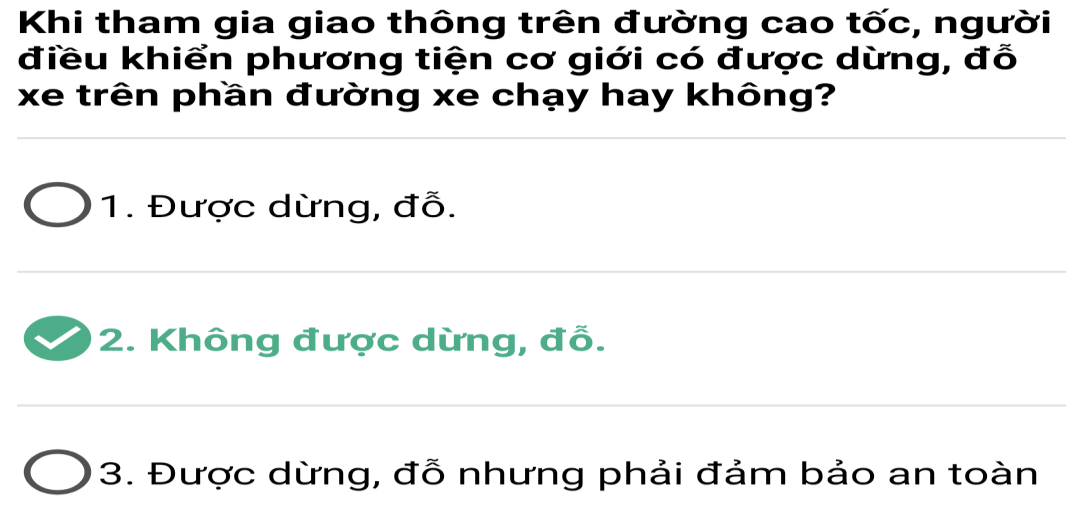 Khi tham gia giao thông trên đường cao tốc, người
điều khiển phương tiện cơ giới có được dừng, đỗ
xe trên phần đường xe chạy hay không?
1. Được dừng, đỗ.
2. Không được dừng, đỗ.
3. Được dừng, đỗ nhưng phải đảm bảo an toàn